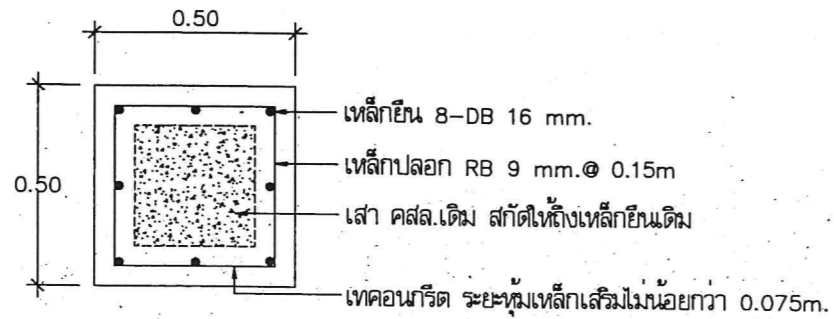 0.50
เหล็กยืน 8-DB 16 mm.
เหล็กปลอก RB 9 mm.@ 0.15m
0.50
เสา คสล.เดิม สกัดให้ถึงเหล็กยืนเดิม
เทคอนกรีต ระยะหุ้มเหล็กเสริมไม่น้อยกว่า 0.075m.